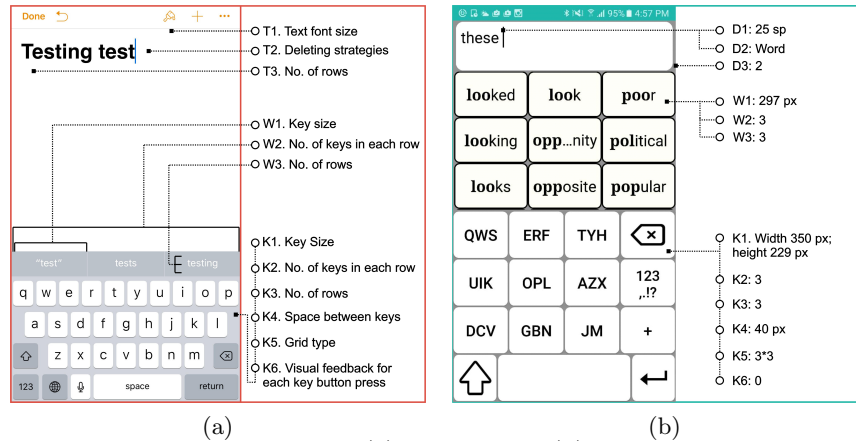 Done
T1. Text font size
Testing test
T2. Deleting strategies
T3. No. of rows
W1. Key size
W2. No. of keys in each row
W3. No. of rows
K1. Key Size
"test" tests testing
K2. No. of keys in each row
q w e r t y u i o p
K3. No. of rows
a s d f g h j k l
K4. Space between keys
K5. Grid type
z x c v b n m
K6. Visual feedback for
each key button press
123 space return
(a)
95% 4:57 PM
these
D1: 25 sp
D2: Word
D3: 2
looked look poor
W1: 297 px
W2: 3
W3: 3
looking opp...nity political
looks opposite popular
QWS ERF TYH
K1. Width 350 px;
height 229 px
UIK OPL AZX 123
,.!?
K2: 3
K3: 3
DCV GBN JM +
K4: 40 px
K5: 3*3
K6: 0
(b)